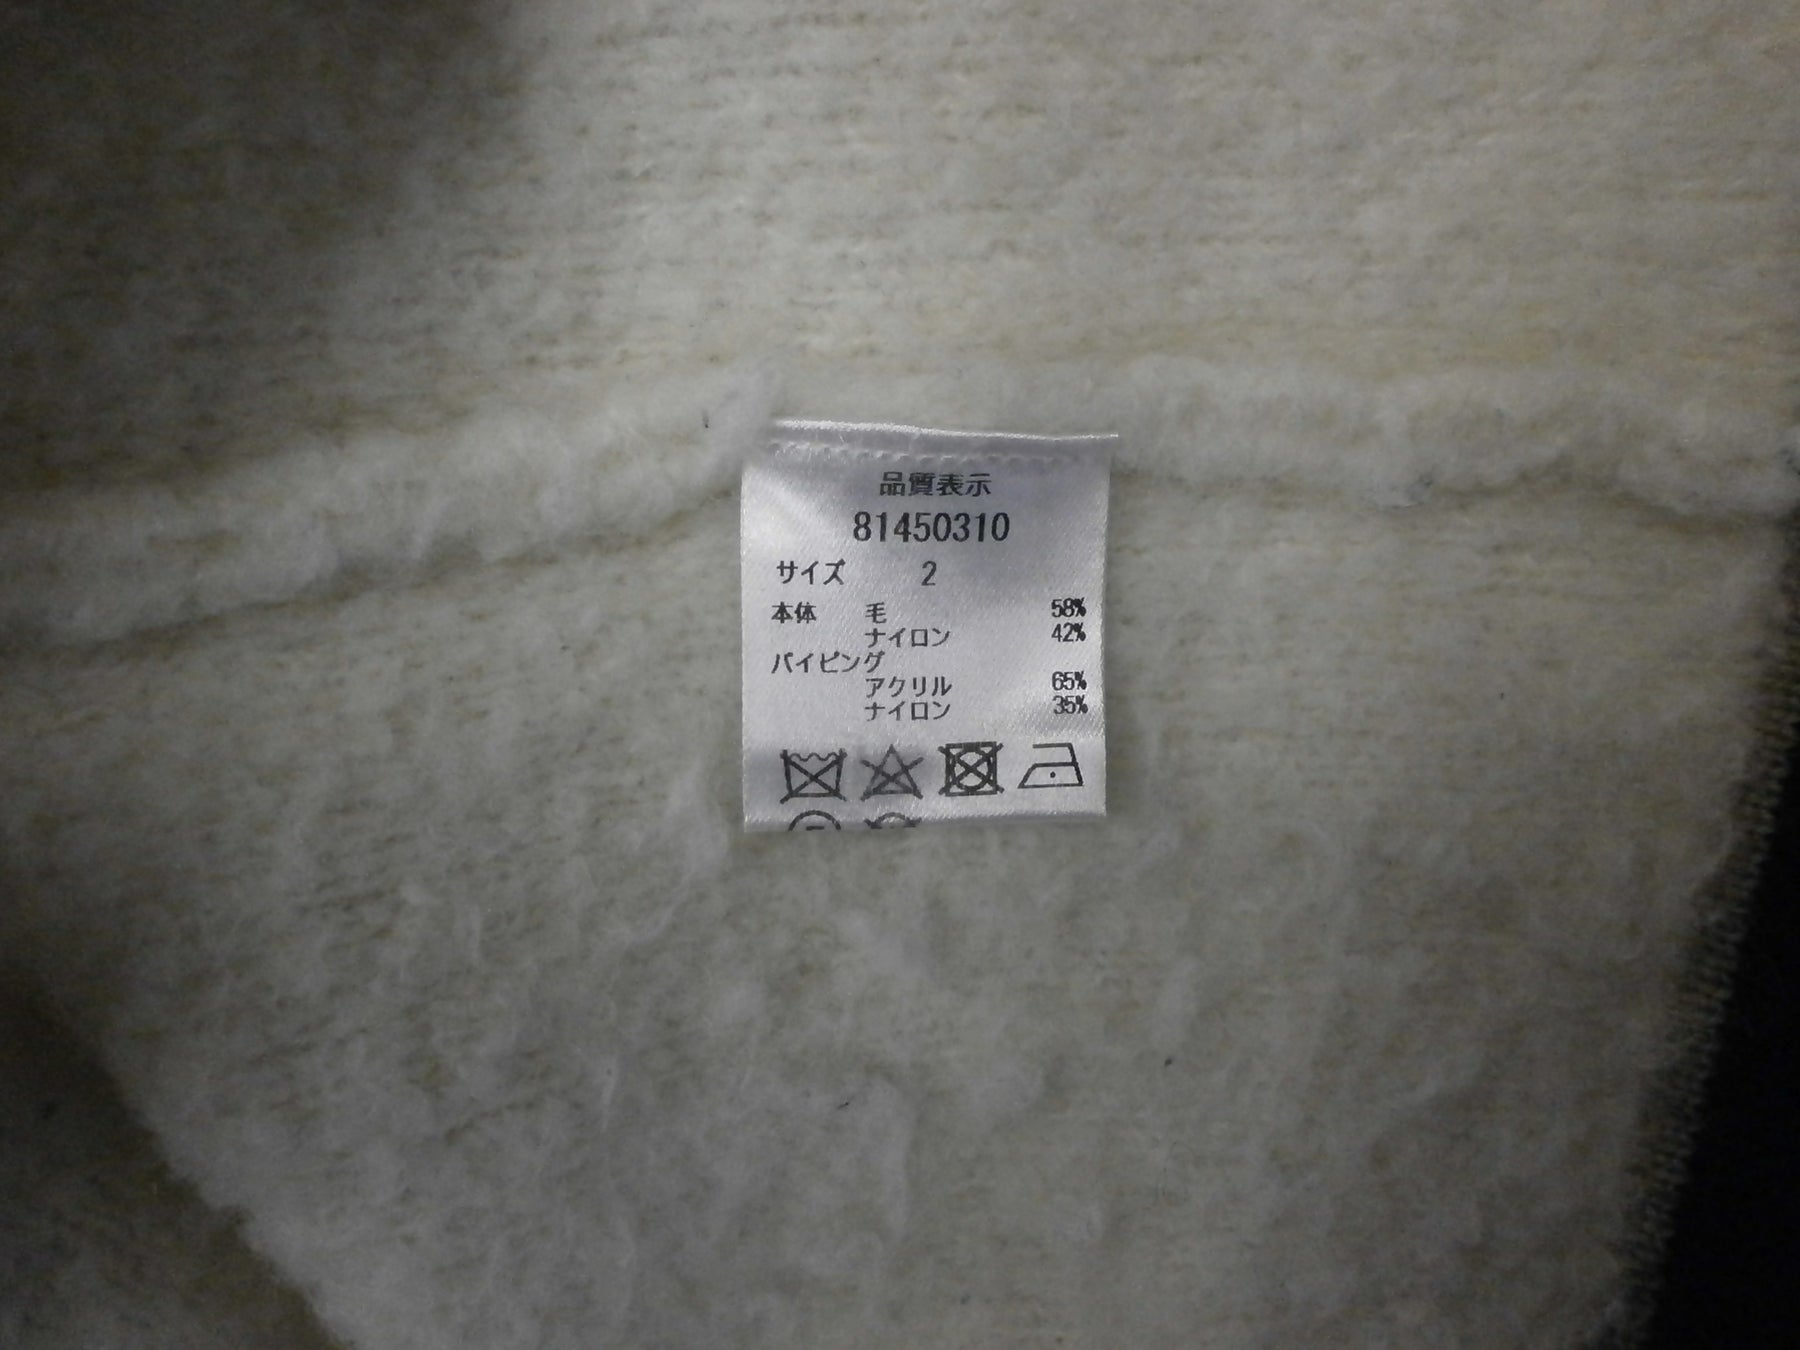 品質表示
81450310
サイズ 2
本体 毛 58%
ナイロン 42%
パイピング
アクリル 65%
ナイロン 35%